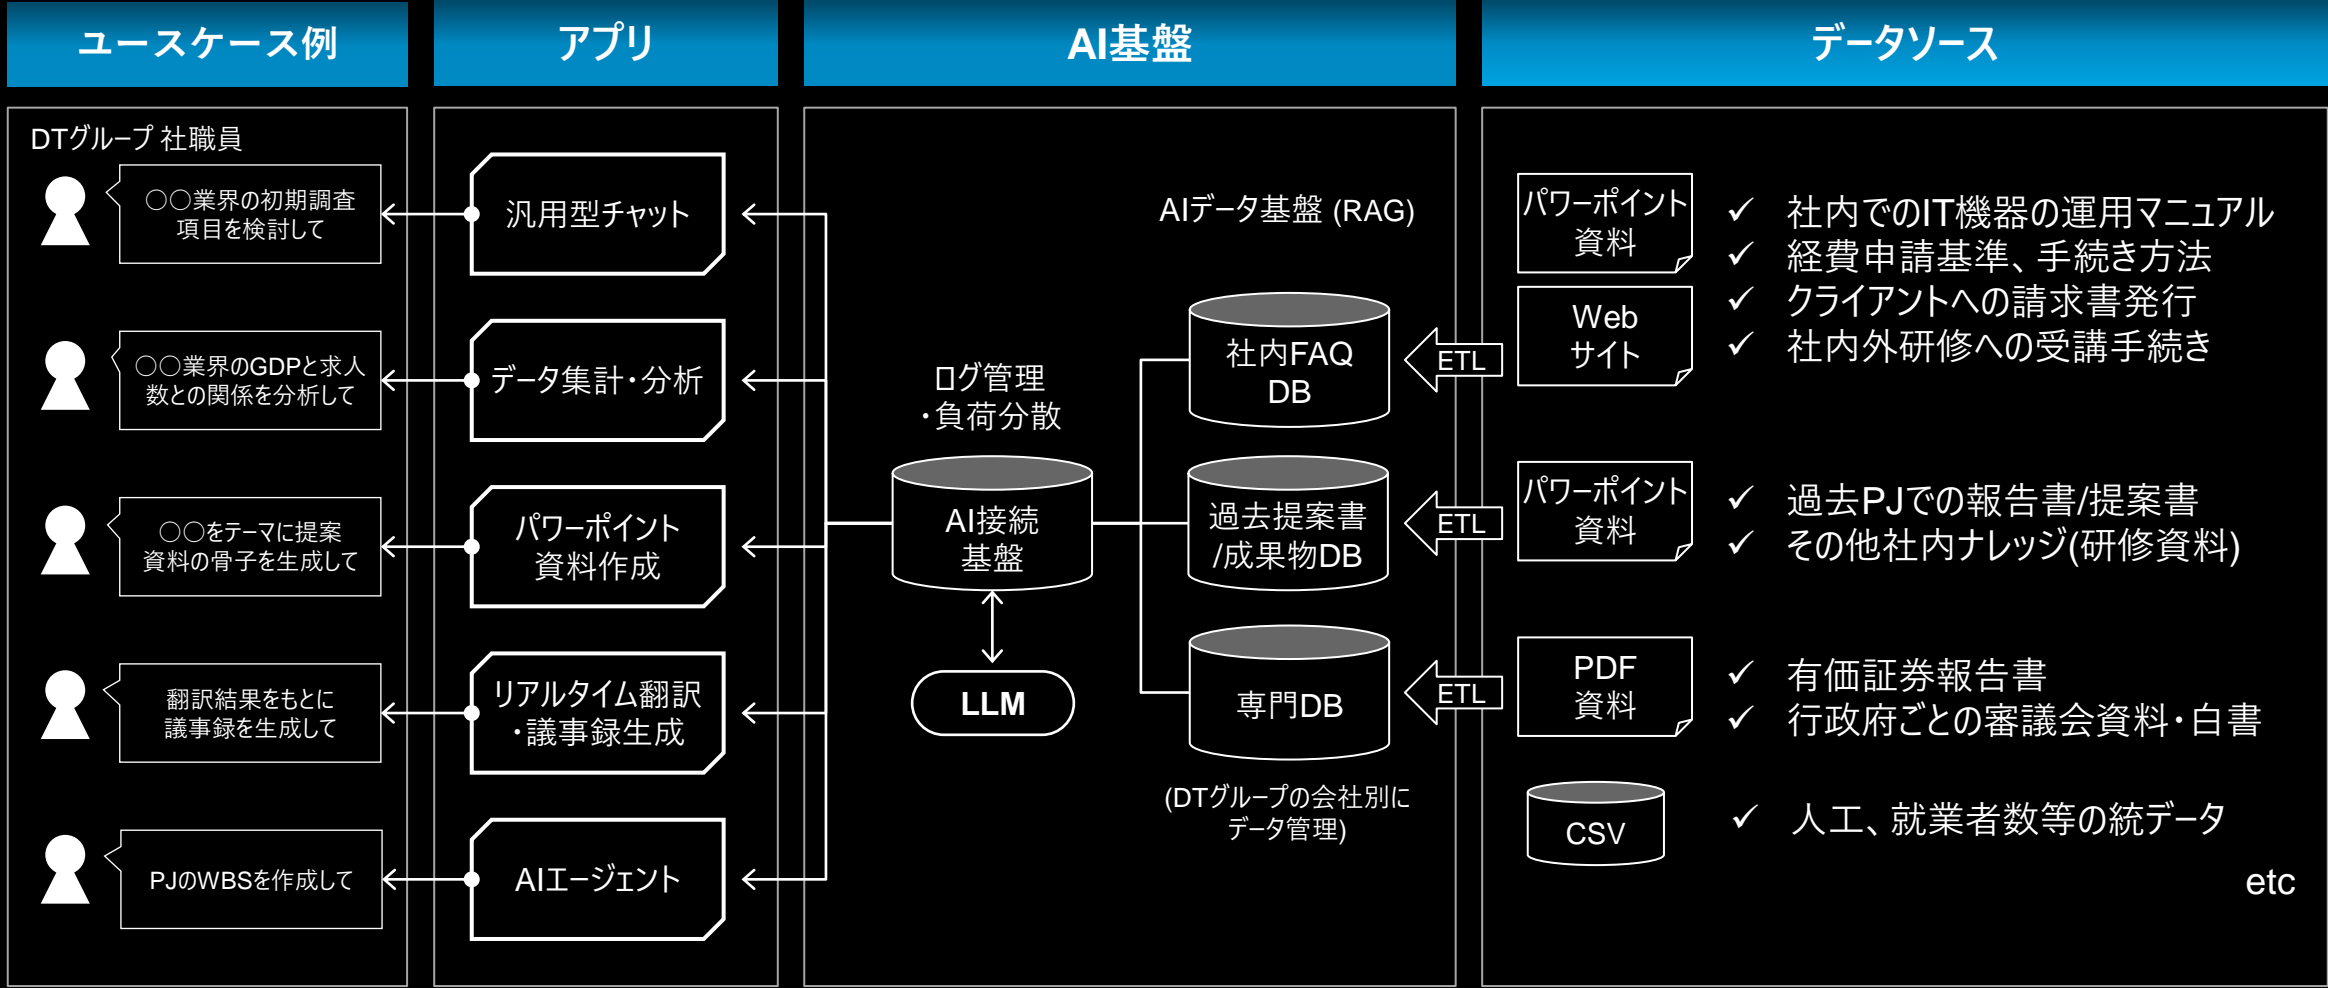 ユースケース例
アプリ
AI基盤
データソース
DTグループ 社職員
○○業界の初期調査
項目を検討して
○○業界のGDPと求人
数との関係を分析して
○○をテーマに提案
資料の骨子を生成して
翻訳結果をもとに
議事録を生成して
PJのWBSを作成して
汎用型チャット
データ集計・分析
パワーポイント
資料作成
リアルタイム翻訳
・議事録生成
AIエージェント
ログ管理
・負荷分散
AI接続
基盤
LLM
AIデータ基盤 (RAG)
社内FAQ
DB
過去提案書
/成果物DB
専門DB
(DTグループの会社別に
データ管理)
ETL
ETL
ETL
パワーポイント
資料
Web
サイト
✓ 社内でのIT機器の運用マニュアル
✓ 経費申請基準、手続き方法
✓ クライアントへの請求書発行
✓ 社内外研修への受講手続き
パワーポイント
資料
✓ 過去PJでの報告書/提案書
✓ その他社内ナレッジ(研修資料)
PDF
資料
✓ 有価証券報告書
✓ 行政府ごとの審議会資料・白書
CSV
✓ 人工、就業者数等の統データ
etc